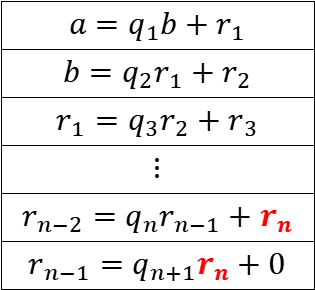 a = q₁b + r₁
b = q₂r₁ + r₂
r₁ = q₃r₂ + r₃
⋮
rₙ₋₂ = qₙrₙ₋₁ + rₙ
rₙ₋₁ = qₙ₊₁rₙ + 0